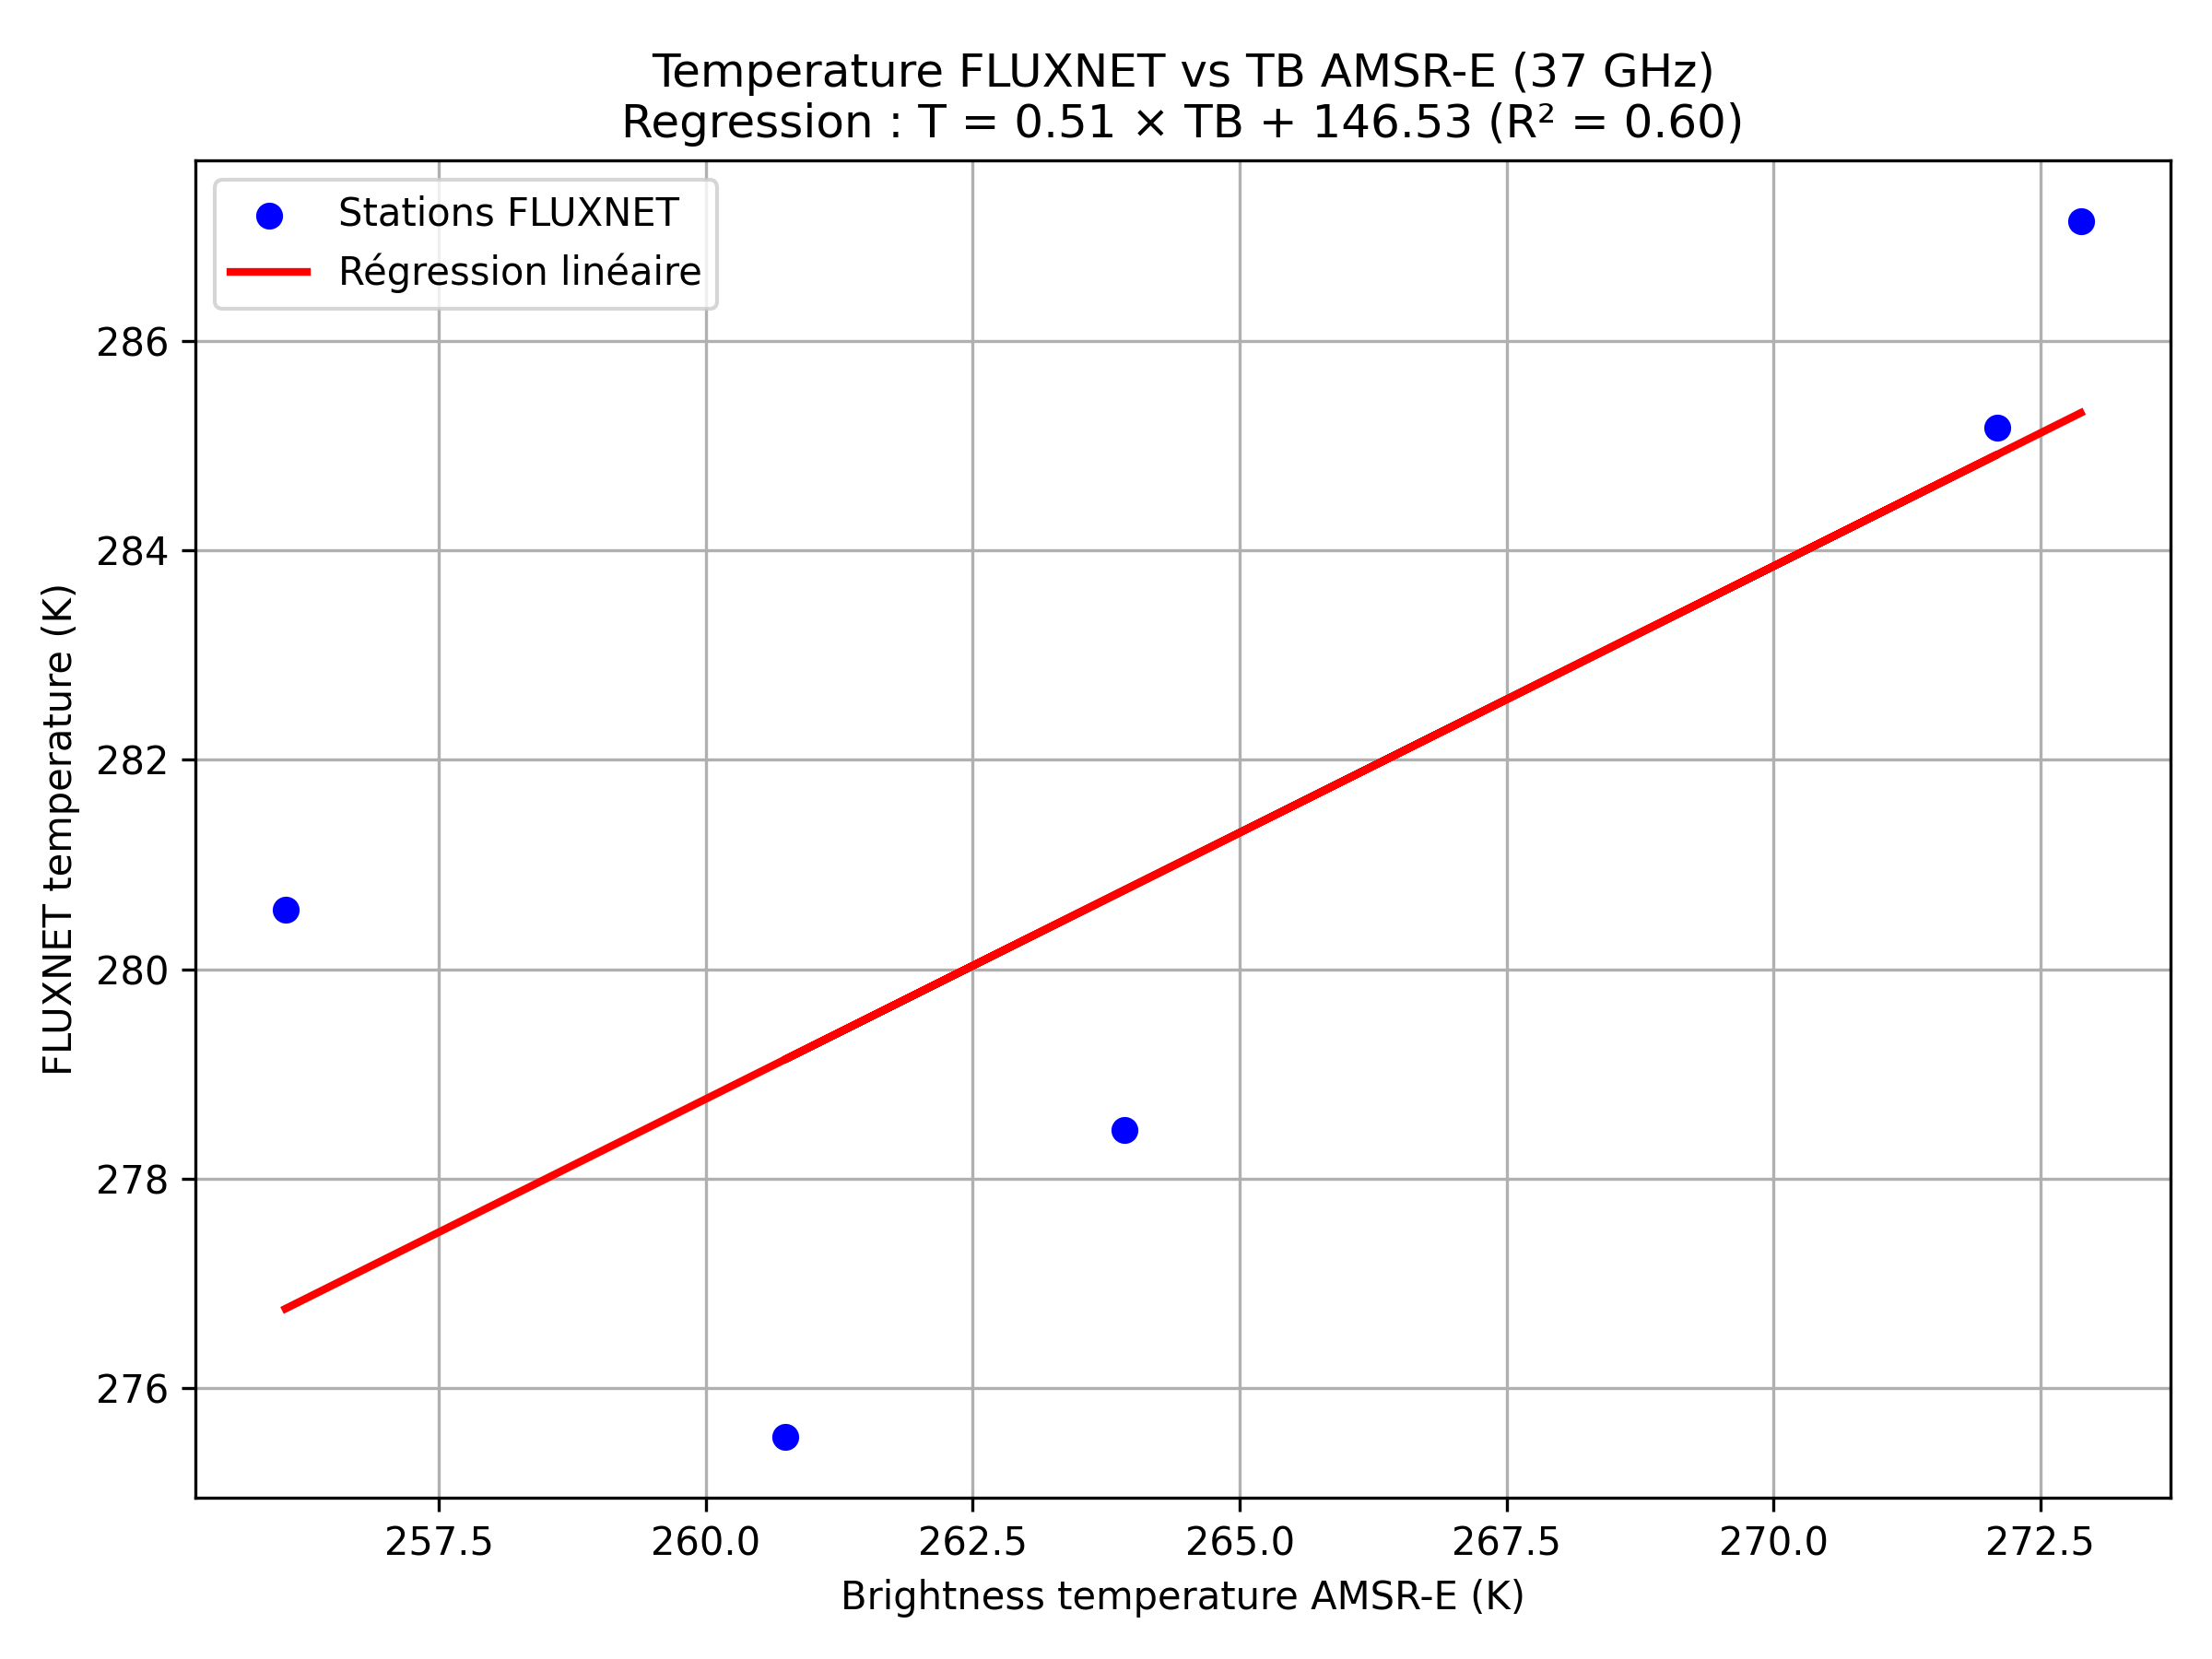 Temperature FLUXNET vs TB AMSR-E (37 GHz)
Regression : T = 0.51 × TB + 146.53 (R² = 0.60)
Stations FLUXNET
Régression linéaire
286
284
282
280
278
276
FLUXNET temperature (K)
257.5 260.0 262.5 265.0 267.5 270.0 272.5
Brightness temperature AMSR-E (K)